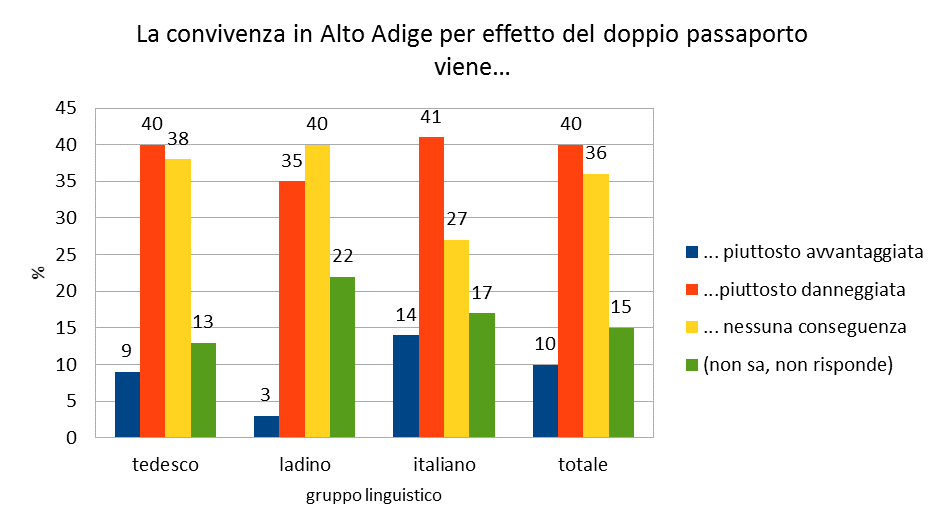 La convivenza in Alto Adige per effetto del doppio passaporto
viene...
45
40
35
30
25
20
15
10
5
0
%
9
40
38
13
3
35
40
22
14
41
27
17
10
40
36
15
tedesco
ladino
italiano
totale
gruppo linguistico
... piuttosto avvantaggiata
...piuttosto danneggiata
... nessuna conseguenza
(non sa, non risponde)